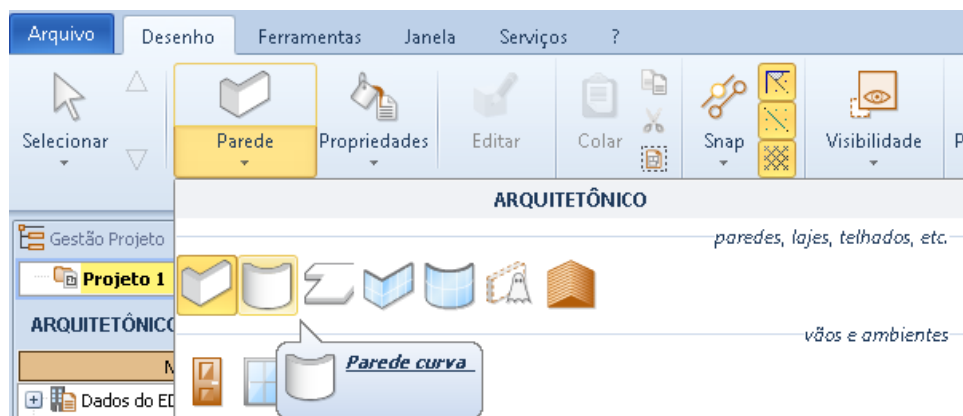 Arquivo Desenho Ferramentas Janela Serviços ?
Selecionar Parede Propriedades Editar Colar Snap Visibilidade P
ARQUITETÔNICO
Gestão Projeto paredes, lajes, telhados, etc.
Projeto 1
ARQUITETÔNICO
vãos e ambientes
N
Parede curva
Dados do ED